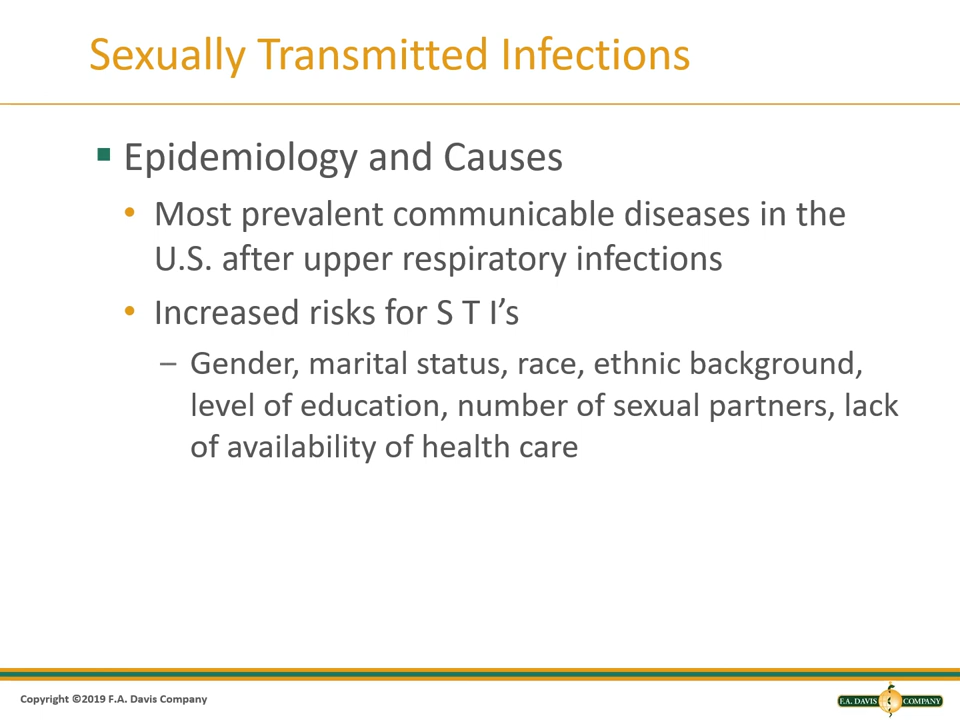 Sexually Transmitted Infections
▪ Epidemiology and Causes
• Most prevalent communicable diseases in the
U.S. after upper respiratory infections
• Increased risks for S T I’s
– Gender, marital status, race, ethnic background,
level of education, number of sexual partners, lack
of availability of health care
Copyright ©2019 F.A. Davis Company
F.A. DAVIS COMPANY